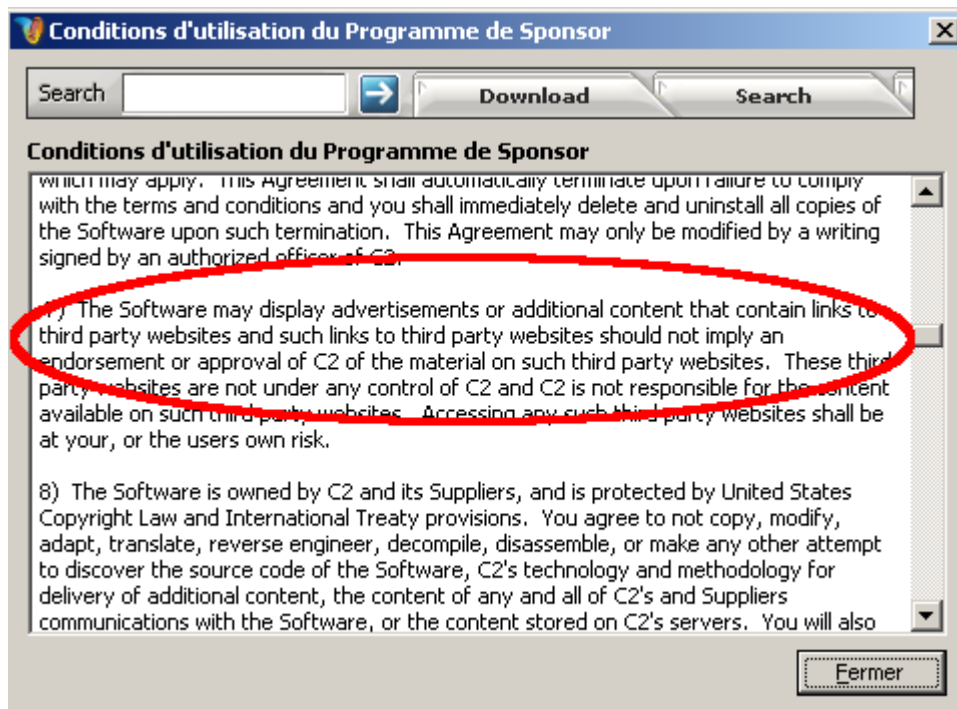 Conditions d'utilisation du Programme de Sponsor
Search
Download
Search
Conditions d'utilisation du Programme de Sponsor
which may apply. This Agreement shall automatically terminate upon failure to comply
with the terms and conditions and you shall immediately delete and uninstall all copies of
the Software upon such termination. This Agreement may only be modified by a writing
signed by an authorized officer of C2.
7) The Software may display advertisements or additional content that contain links to
third party websites and such links to third party websites should not imply an
endorsement or approval of C2 of the material on such third party websites. These third
party websites are not under any control of C2 and C2 is not responsible for the content
available on such third party websites. Accessing any such third party websites shall be
at your, or the users own risk.
8) The Software is owned by C2 and its Suppliers, and is protected by United States
Copyright Law and International Treaty provisions. You agree to not copy, modify,
adapt, translate, reverse engineer, decompile, disassemble, or make any other attempt
to discover the source code of the Software, C2's technology and methodology for
delivery of additional content, the content of any and all of C2's and Suppliers
communications with the Software, or the content stored on C2's servers. You will also
Fermer